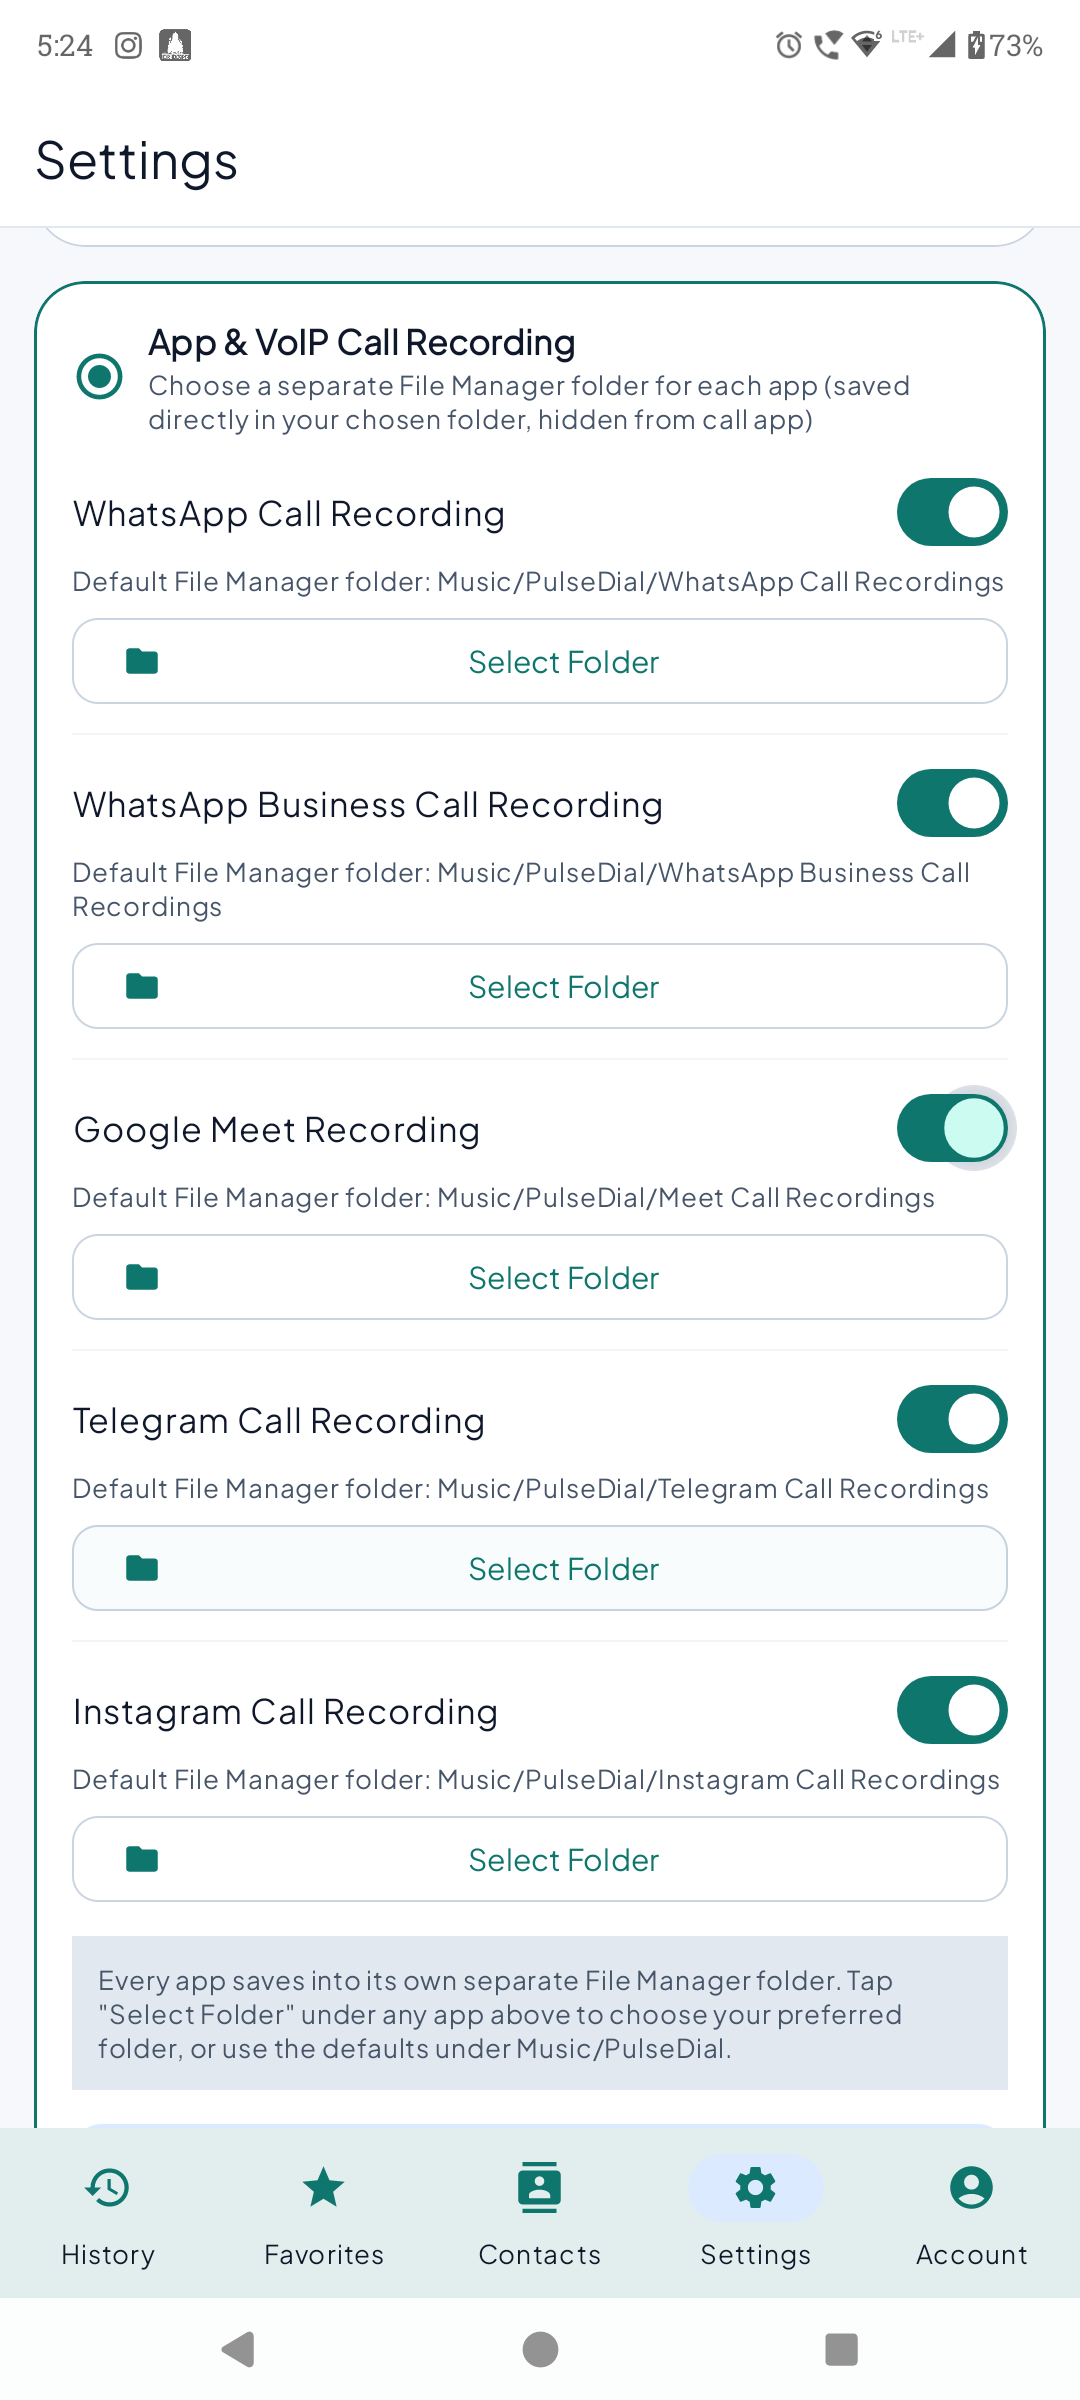 5:24
LTE+
73%
Settings
App & VoIP Call Recording
Choose a separate File Manager folder for each app (saved
directly in your chosen folder, hidden from call app)
WhatsApp Call Recording
Default File Manager folder: Music/PulseDial/WhatsApp Call Recordings
Select Folder
WhatsApp Business Call Recording
Default File Manager folder: Music/PulseDial/WhatsApp Business Call
Recordings
Select Folder
Google Meet Recording
Default File Manager folder: Music/PulseDial/Meet Call Recordings
Select Folder
Telegram Call Recording
Default File Manager folder: Music/PulseDial/Telegram Call Recordings
Select Folder
Instagram Call Recording
Default File Manager folder: Music/PulseDial/Instagram Call Recordings
Select Folder
Every app saves into its own separate File Manager folder. Tap
"Select Folder" under any app above to choose your preferred
folder, or use the defaults under Music/PulseDial.
History
Favorites
Contacts
Settings
Account